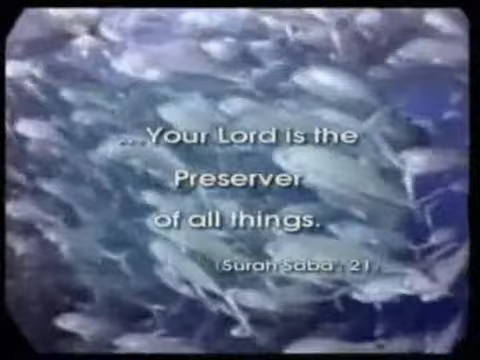 ...Your Lord is the
Preserver
of all things.
(Surah Saba': 21)